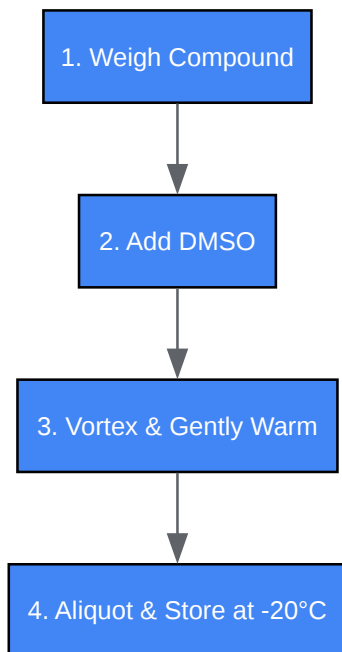 1. Weigh Compound
2. Add DMSO
3. Vortex & Gently Warm
4. Aliquot & Store at -20°C